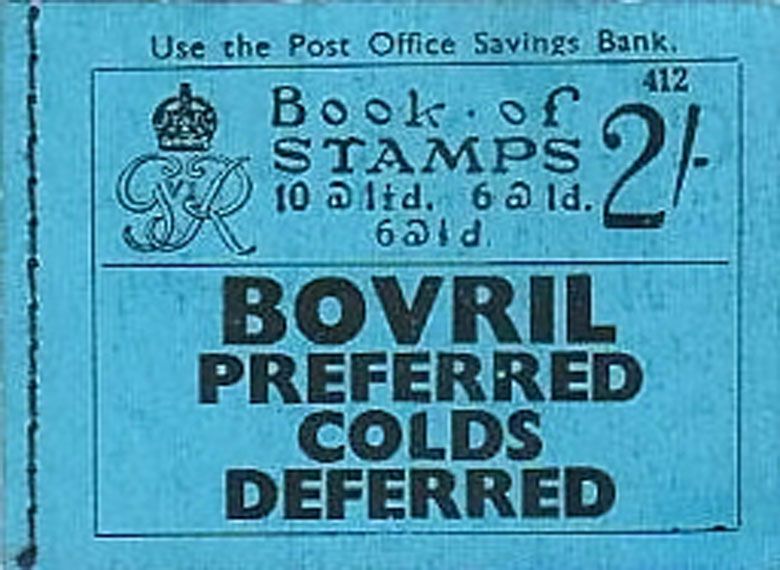 Use the Post Office Savings Bank.
412
GVIR
Book of
STAMPS
2/-
10 @ 1½d. 6 @ 1d.
6 @ ½d.
BOVRIL
PREFERRED
COLDS
DEFERRED